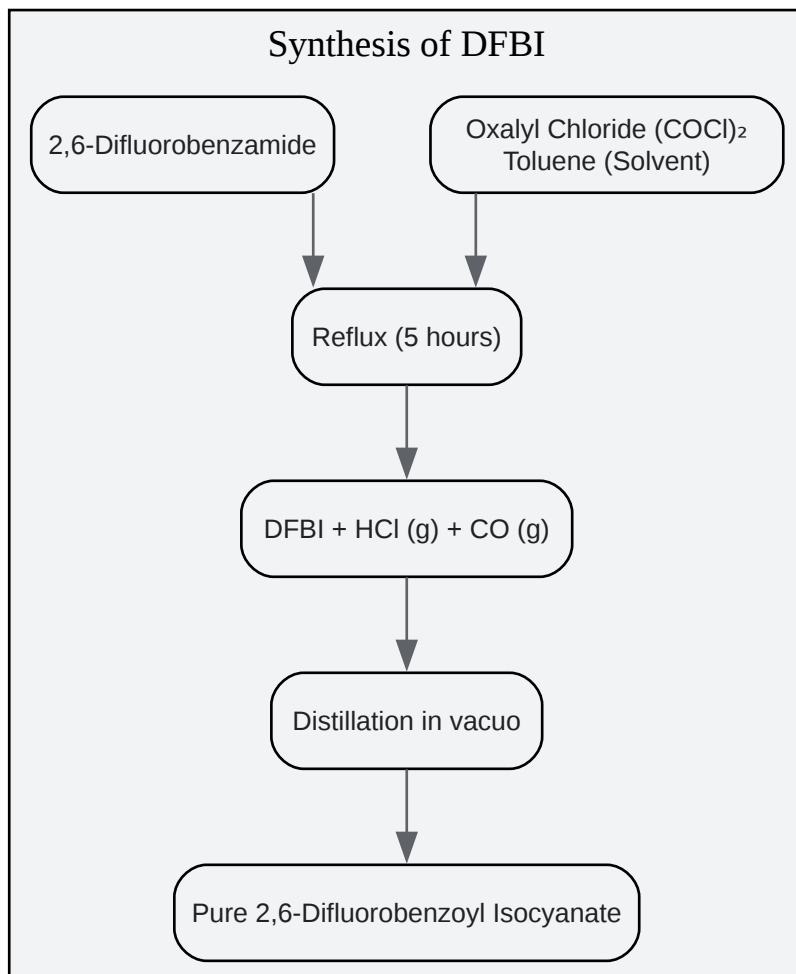 Synthesis of DFBI
2,6-Difluorobenzamide
Oxalyl Chloride (COCl)₂
Toluene (Solvent)
Reflux (5 hours)
DFBI + HCl (g) + CO (g)
Distillation in vacuo
Pure 2,6-Difluorobenzoyl Isocyanate